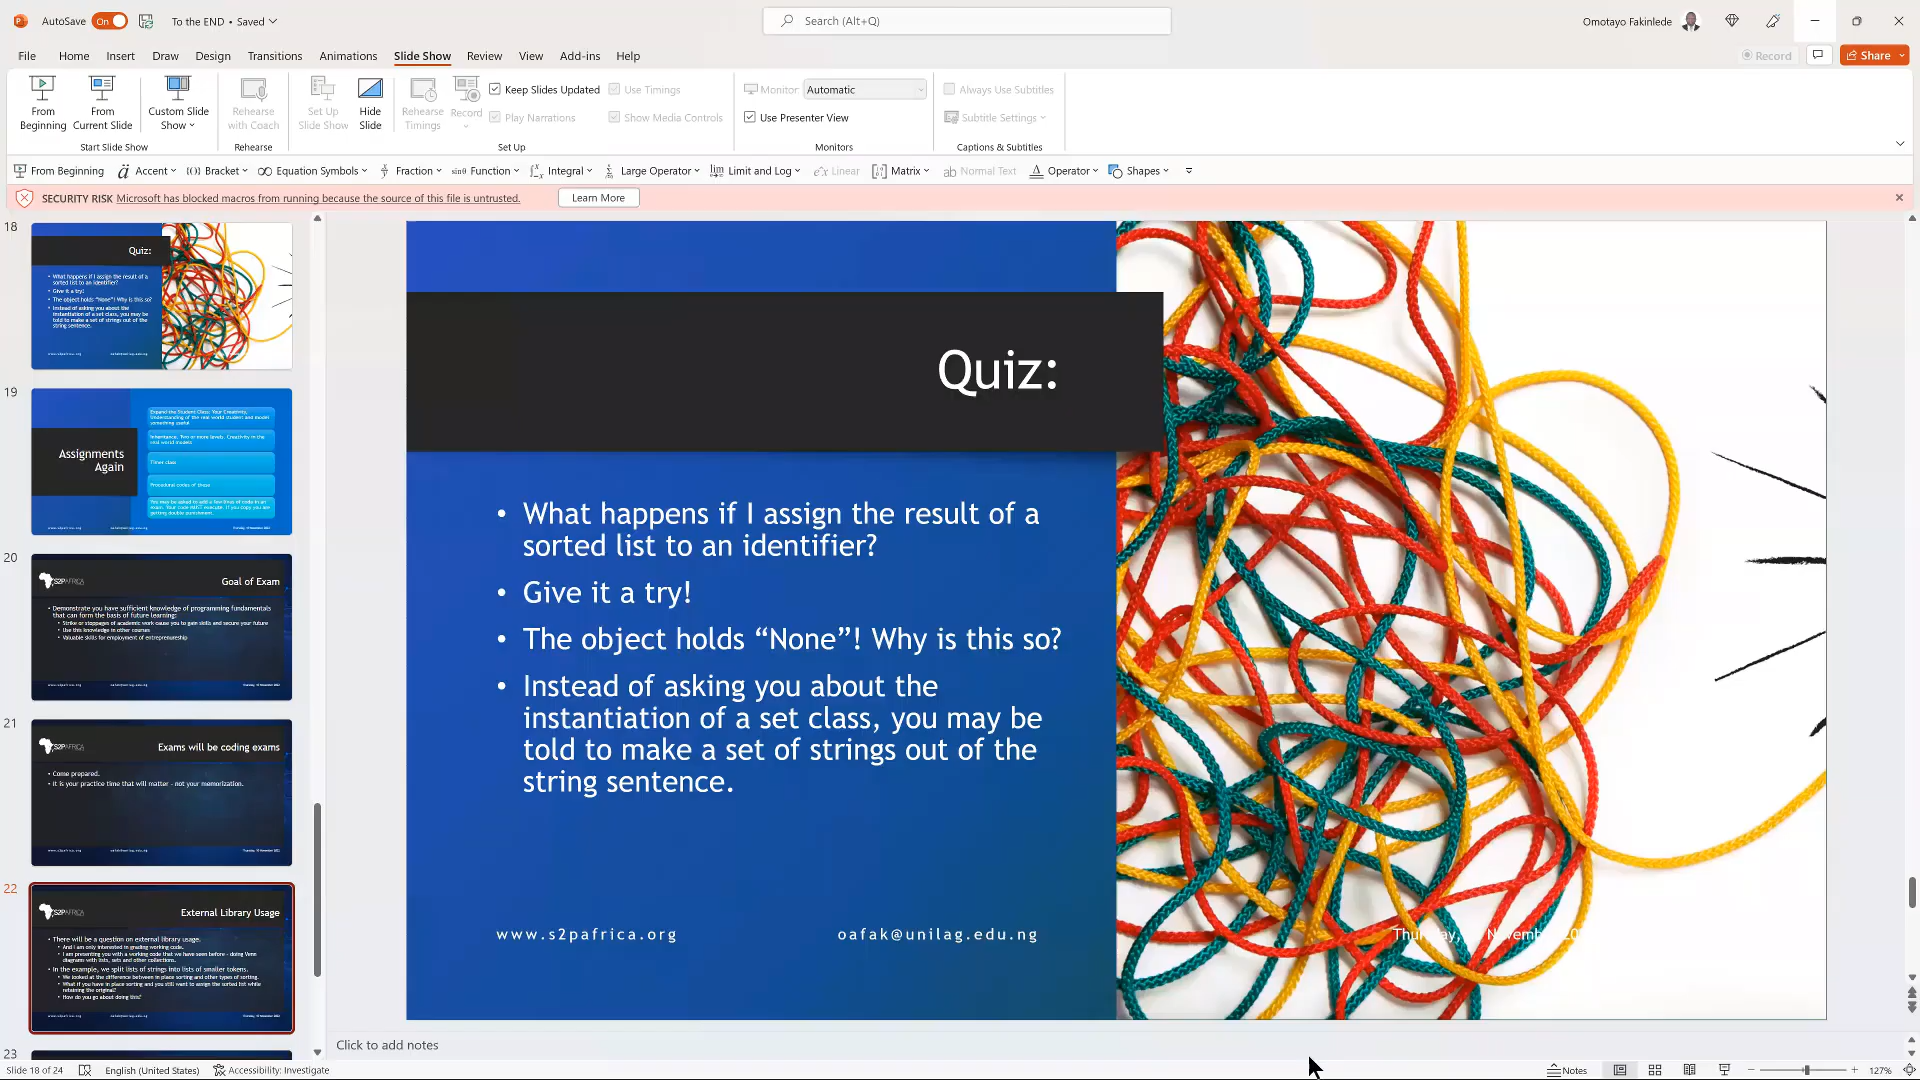 AutoSave On To the END • Saved Search (Alt+Q) Omotayo Fakinlede
File Home Insert Draw Design Transitions Animations Slide Show Review View Add-ins Help Record Share
From Beginning
From Current Slide
Custom Slide Show
Rehearse with Coach
Set Up Slide Show
Hide Slide
Rehearse Timings
Record
Keep Slides Updated
Play Narrations
Use Timings
Show Media Controls
Monitor: Automatic
Use Presenter View
Always Use Subtitles
Subtitle Settings
Start Slide Show Rehearse Set Up Monitors Captions & Subtitles
From Beginning Accent Bracket Equation Symbols Fraction Function Integral Large Operator Limit and Log Linear Matrix Normal Text Operator Shapes
SECURITY RISK Microsoft has blocked macros from running because the source of this file is untrusted. Learn More
18
Quiz:
• What happens if I assign the result of a
sorted list to an identifier?
• Give it a try!
• The object holds "None"! Why is this so?
• Instead of asking you about the
instantiation of a set class, you may be
told to make a set of strings out of the
string sentence.
19
Assignments
Again
Expand the Student Class: Your Creativity,
Understanding of the real world student and model
something useful
Inheritance. Two or more levels. Creativity in the
real world models
Timer class
Procedural codes of these
You may be asked to add a few lines of code in an
exam. Your code MUST execute. If you copy you are
getting double punishment.
20
S2PAFRICA
Goal of Exam
• Demonstrate you have sufficient knowledge of programming fundamentals
that can form the basis of future learning:
• Strike or stoppages of academic work cause you to gain skills and secure your future
• Use this knowledge in other courses
• Valuable skills for employment of entrepreneurship
21
S2PAFRICA
Exams will be coding exams
• Come prepared.
• It is your practice time that will matter - not your memorization.
22
S2PAFRICA
External Library Usage
• There will be a question on external library usage.
• And I am only interested in grading working code.
• I am presenting you with a working code that we have seen before - doing Venn
diagrams with lists, sets and other collections.
• In the example, we split lists of strings into lists of smaller tokens.
• We looked at the difference between in place sorting and other types of sorting.
• What if you have in place sorting and you still want to assign the sorted list while
retaining the original?
• How do you go about doing this?
23
Quiz:
• What happens if I assign the result of a
sorted list to an identifier?
• Give it a try!
• The object holds “None”! Why is this so?
• Instead of asking you about the
instantiation of a set class, you may be
told to make a set of strings out of the
string sentence.
www.s2pafrica.org oafak@unilag.edu.ng
Click to add notes
Slide 18 of 24 English (United States) Accessibility: Investigate Notes 127%